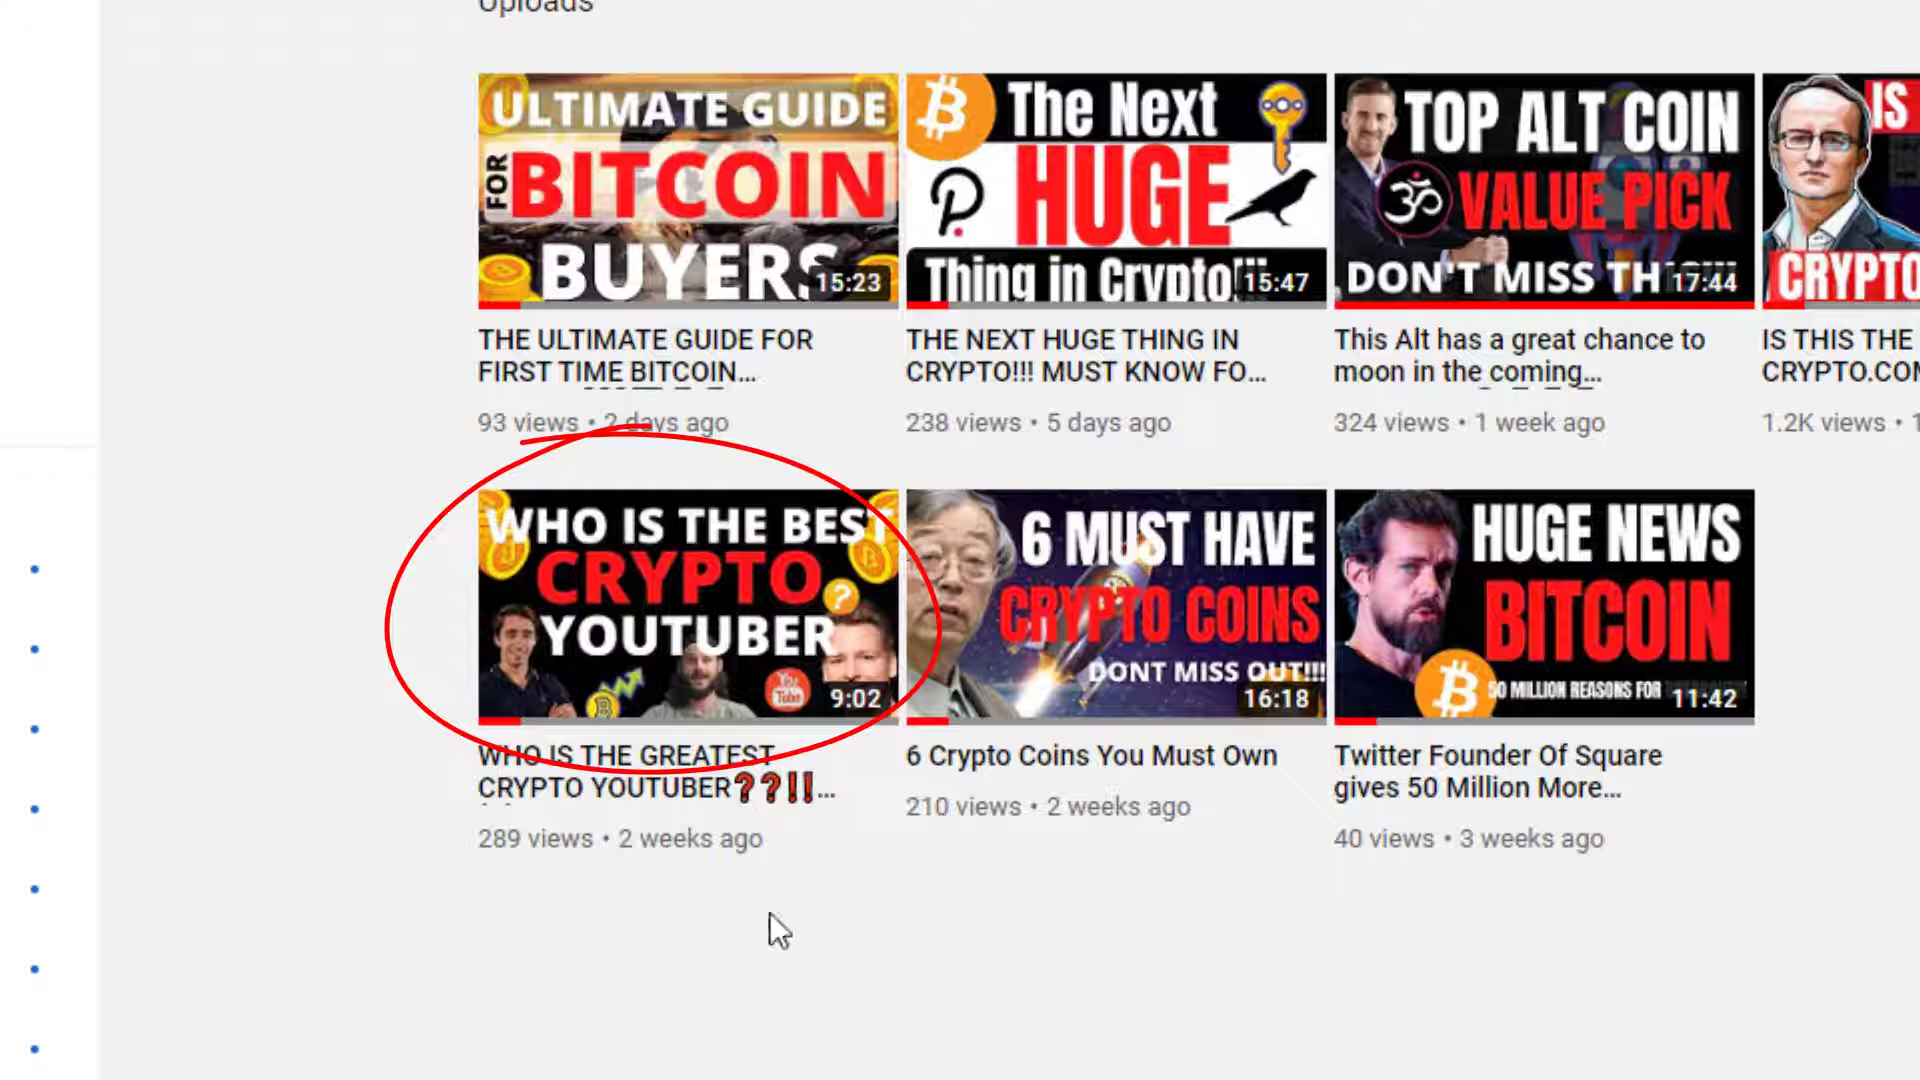 Uploads
ULTIMATE GUIDE
FOR
BITCOIN
BUYERS
15:23
The Next
HUGE
Thing in Crypto!!!
15:47
TOP ALT COIN
VALUE PICK
DON'T MISS
17:44
IS
CRYPTO
THE ULTIMATE GUIDE FOR
FIRST TIME BITCOIN...
93 views • 2 days ago
THE NEXT HUGE THING IN
CRYPTO!!! MUST KNOW FO...
238 views • 5 days ago
This Alt has a great chance to
moon in the coming...
324 views • 1 week ago
IS THIS THE
CRYPTO.COM
1.2K views •
WHO IS THE BEST
CRYPTO
?
YOUTUBER
You
Tube
9:02
6 MUST HAVE
CRYPTO COINS
DONT MISS OUT!!!
16:18
HUGE NEWS
BITCOIN
50 MILLION REASONS FOR
11:42
WHO IS THE GREATEST
CRYPTO YOUTUBER❓❓‼️...
289 views • 2 weeks ago
6 Crypto Coins You Must Own
210 views • 2 weeks ago
Twitter Founder Of Square
gives 50 Million More...
40 views • 3 weeks ago